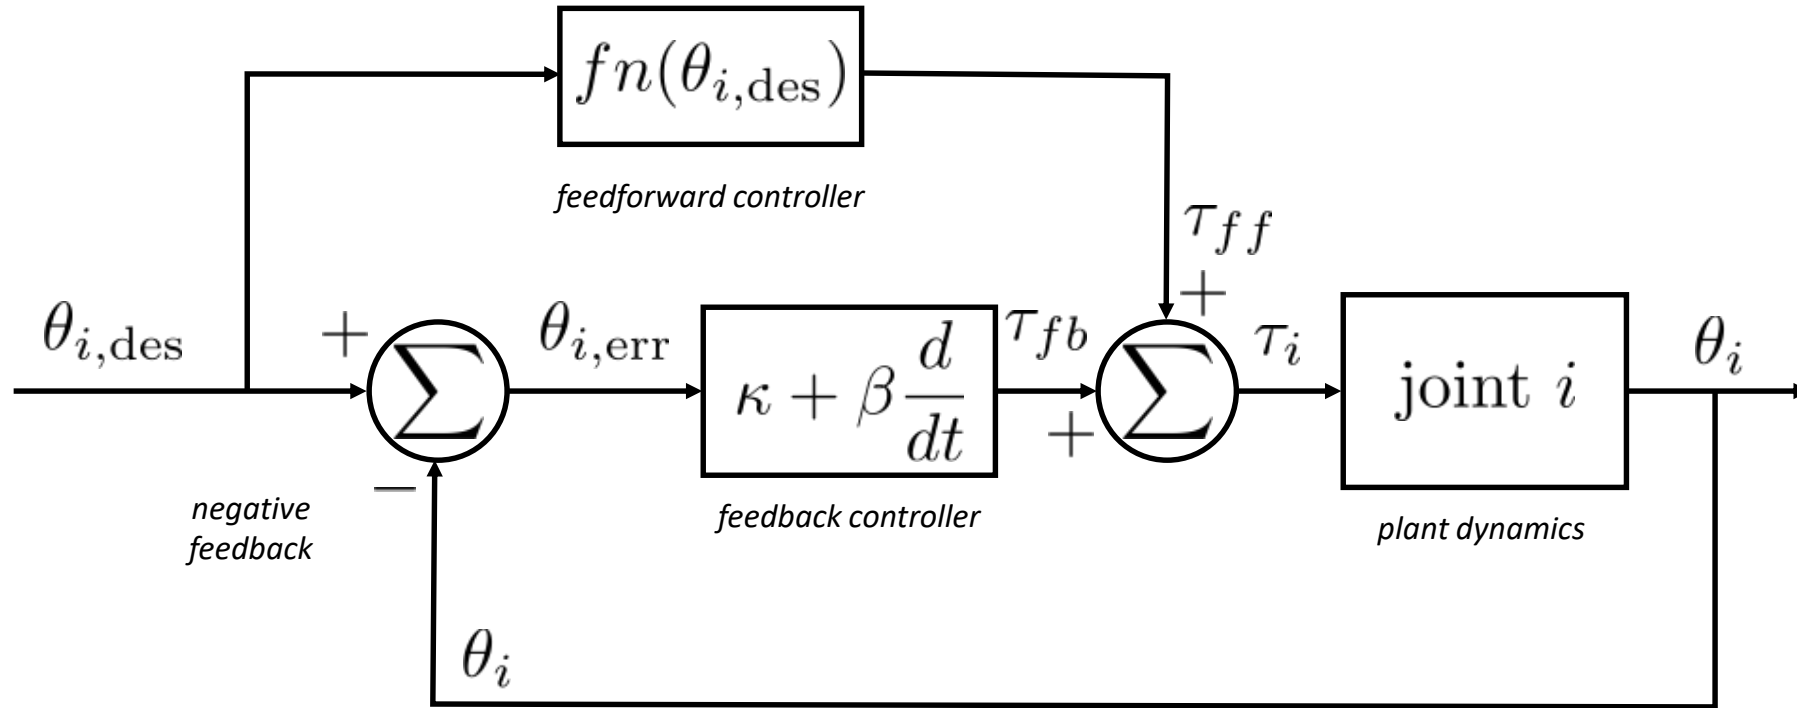 fn(θ_{i,des})
feedforward controller
τ_{ff}
+
θ_{i,des}
+
∑
θ_{i,err}
κ + β d/dt
τ_{fb}
+
∑
τ_i
joint i
θ_i
−
negative
feedback
feedback controller
plant dynamics
θ_i